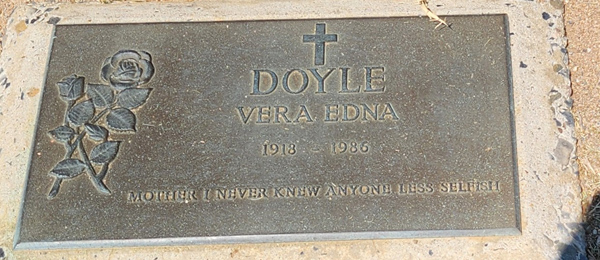 DOYLE
VERA EDNA
1918 - 1986
MOTHER I NEVER KNEW ANYONE LESS SELFISH